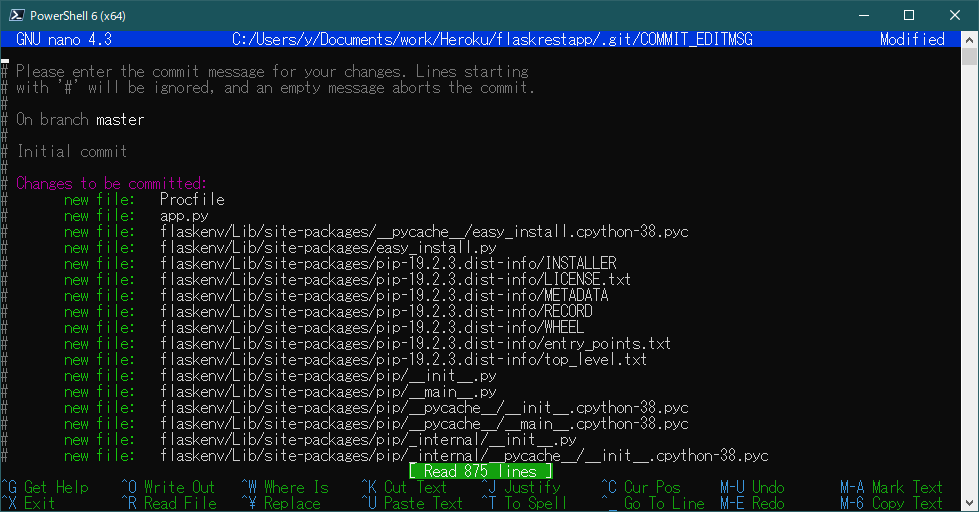 PowerShell 6 (x64)
GNU nano 4.3 C:/Users/y/Documents/work/Heroku/flaskrestapp/.git/COMMIT_EDITMSG Modified
# Please enter the commit message for your changes. Lines starting
# with '#' will be ignored, and an empty message aborts the commit.
#
# On branch master
#
# Initial commit
#
# Changes to be committed:
# new file: Procfile
# new file: app.py
# new file: flaskenv/Lib/site-packages/__pycache__/easy_install.cpython-38.pyc
# new file: flaskenv/Lib/site-packages/easy_install.py
# new file: flaskenv/Lib/site-packages/pip-19.2.3.dist-info/INSTALLER
# new file: flaskenv/Lib/site-packages/pip-19.2.3.dist-info/LICENSE.txt
# new file: flaskenv/Lib/site-packages/pip-19.2.3.dist-info/METADATA
# new file: flaskenv/Lib/site-packages/pip-19.2.3.dist-info/RECORD
# new file: flaskenv/Lib/site-packages/pip-19.2.3.dist-info/WHEEL
# new file: flaskenv/Lib/site-packages/pip-19.2.3.dist-info/entry_points.txt
# new file: flaskenv/Lib/site-packages/pip-19.2.3.dist-info/top_level.txt
# new file: flaskenv/Lib/site-packages/pip/__init__.py
# new file: flaskenv/Lib/site-packages/pip/__main__.py
# new file: flaskenv/Lib/site-packages/pip/__pycache__/__init__.cpython-38.pyc
# new file: flaskenv/Lib/site-packages/pip/__pycache__/__main__.cpython-38.pyc
# new file: flaskenv/Lib/site-packages/pip/_internal/__init__.py
# new file: flaskenv/Lib/site-packages/pip/_internal/__pycache__/__init__.cpython-38.pyc
[ Read 875 lines ]
^G Get Help ^O Write Out ^W Where Is ^K Cut Text ^J Justify ^C Cur Pos M-U Undo M-A Mark Text
^X Exit ^R Read File ^¥ Replace ^U Paste Text ^T To Spell ^_ Go To Line M-E Redo M-6 Copy Text